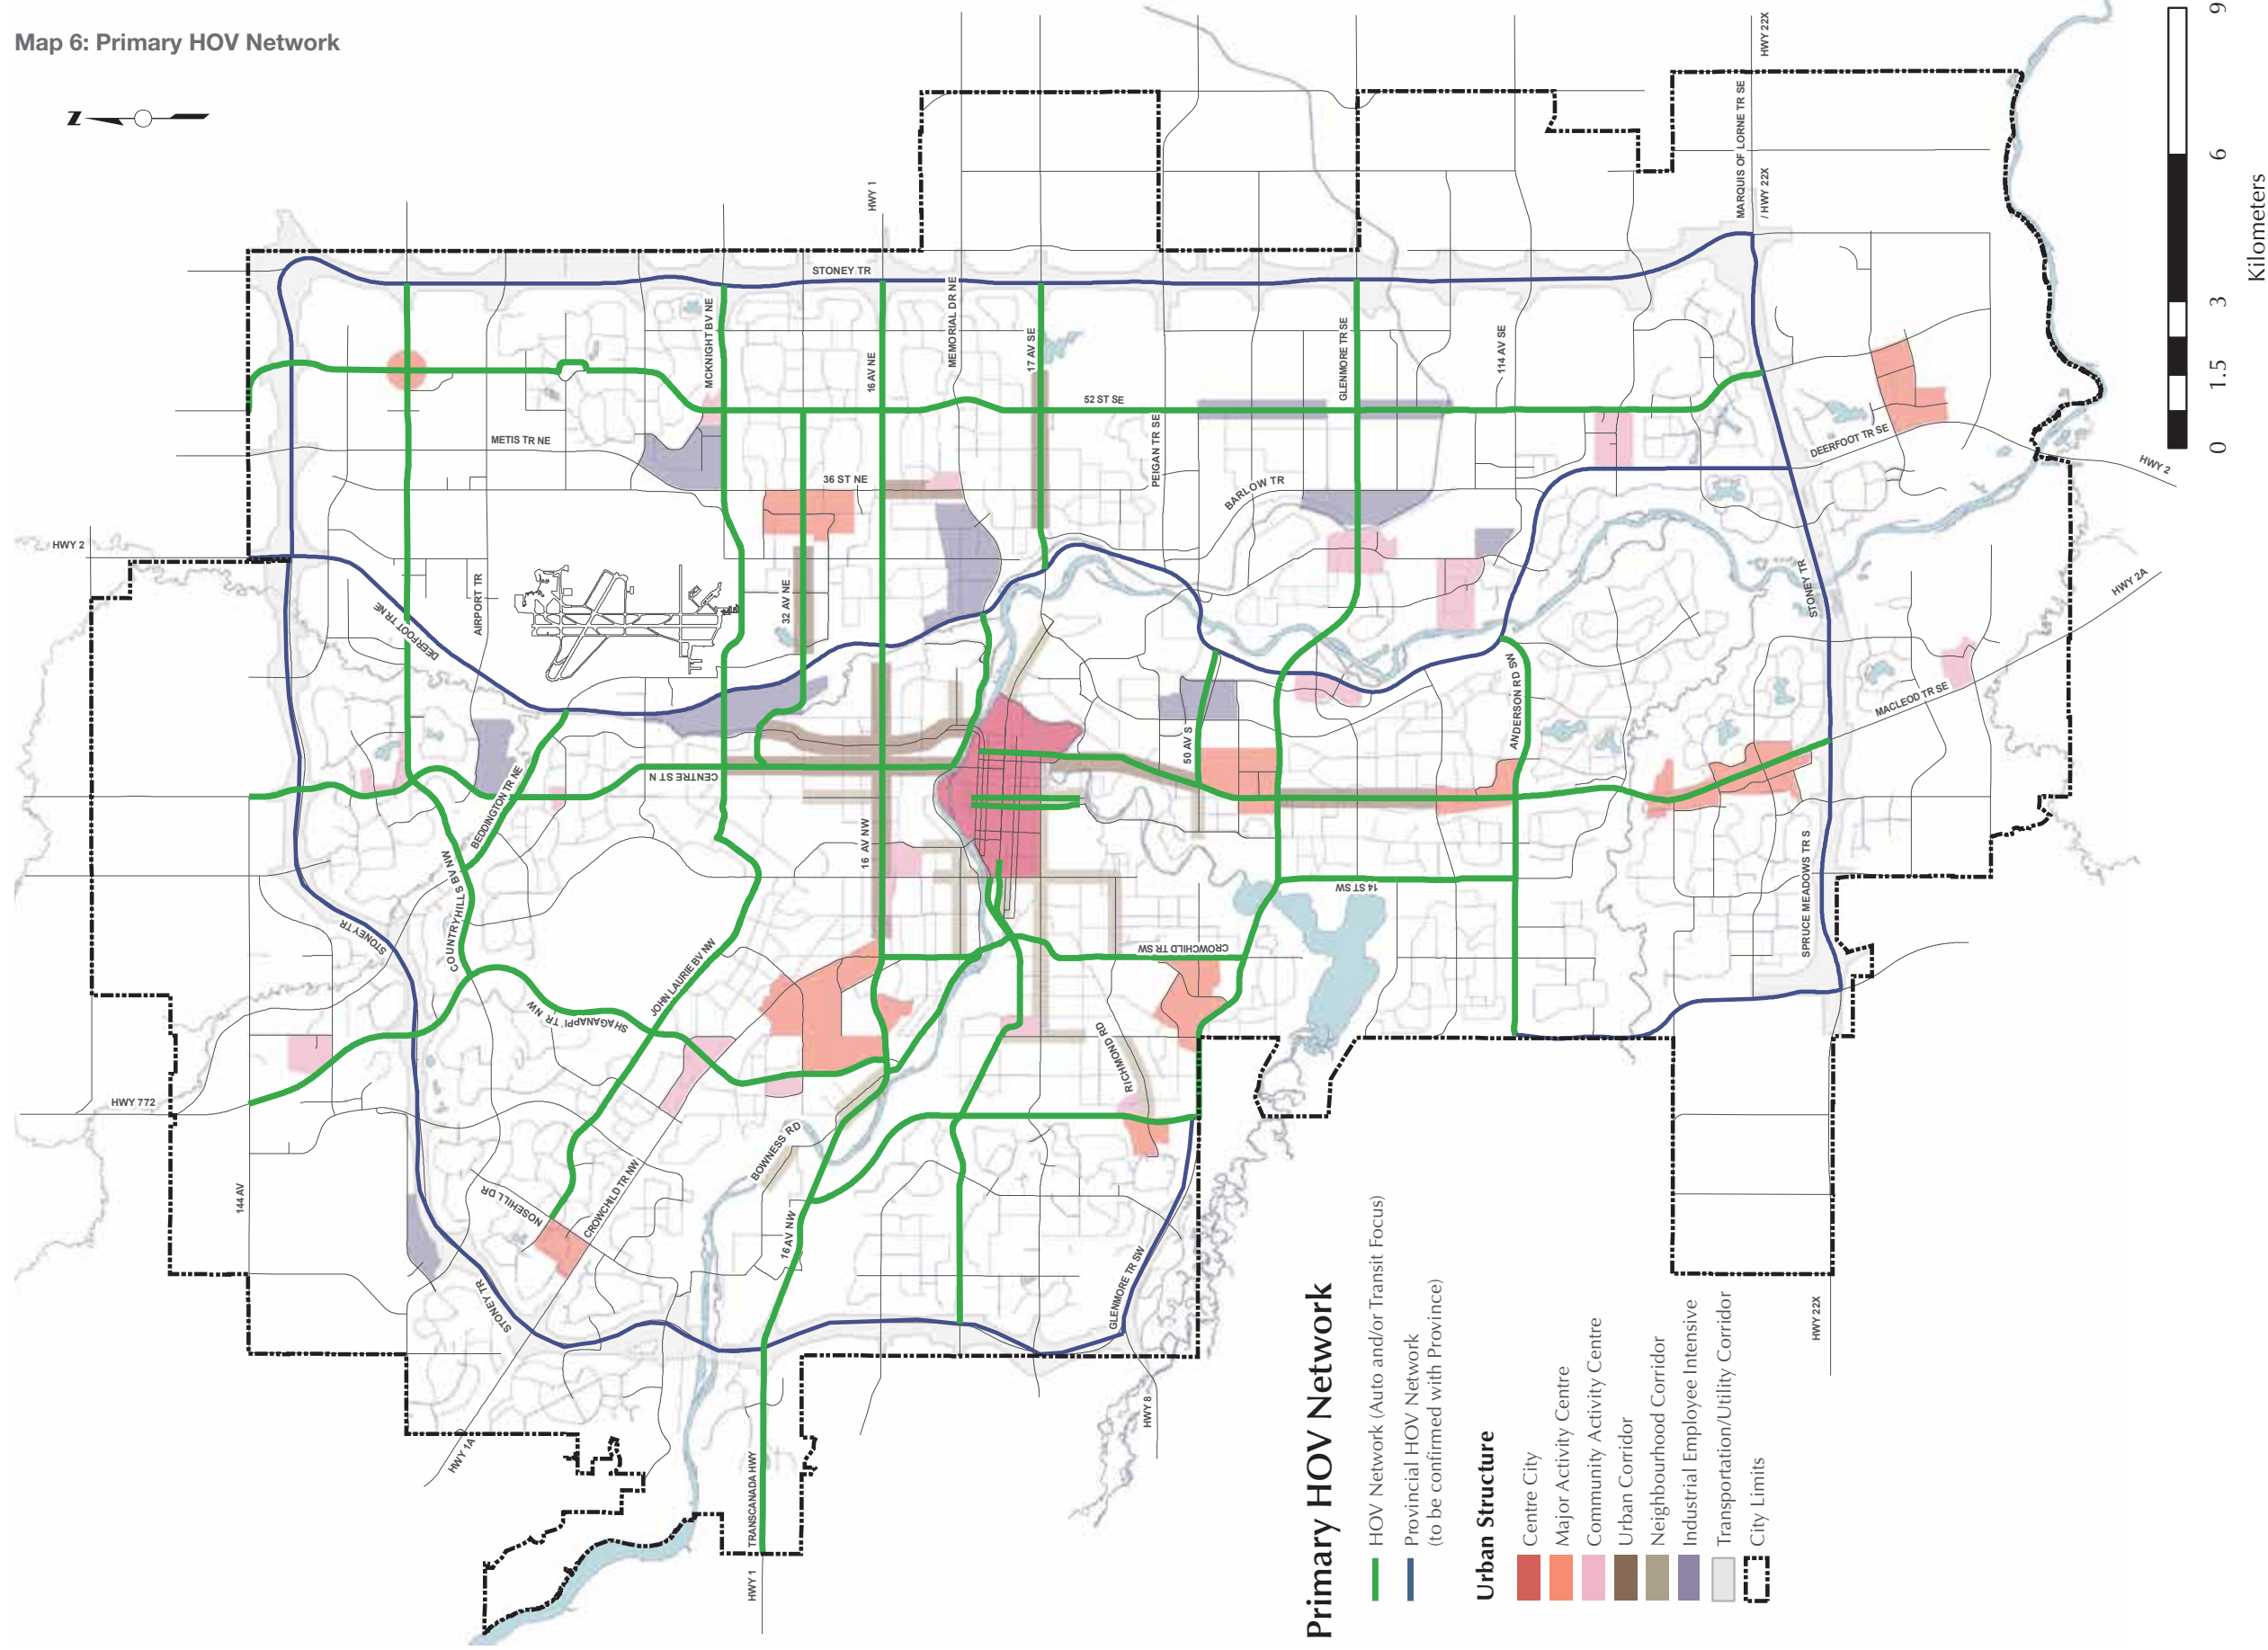 Map 6: Primary HOV Network
N
HWY 22X
MARQUIS OF LORNE TR SE
/ HWY 22X
HWY 1
STONEY TR
MCKNIGHT BV NE
16 AV NE
MEMORIAL DR NE
17 AV SE
GLENMORE TR SE
114 AV SE
52 ST SE
METIS TR NE
36 ST NE
PEIGAN TR SE
BARLOW TR
DEERFOOT TR SE
HWY 2
HWY 2
DEERFOOT TR NE
AIRPORT TR
32 AV NE
STONEY TR
HWY 2A
MACLEOD TR SE
ANDERSON RD SW
50 AV S
CENTRE ST N
BEDDINGTON TR NE
COUNTRYHILLS BV NW
16 AV NW
14 ST SW
SPRUCE MEADOWS TR S
STONEY TR
CROWCHILD TR SW
JOHN LAURIE BV NW
SHAGANAPPI TR NW
RICHMOND RD
HWY 772
BOWNESS RD
144 AV
NOSEHILL DR
CROWCHILD TR NW
16 AV NW
STONEY TR
GLENMORE TR SW
HWY 22X
HWY 8
HWY 1A
TRANSCANADA HWY
HWY 1
Primary HOV Network
HOV Network (Auto and/or Transit Focus)
Provincial HOV Network
(to be confirmed with Province)
Urban Structure
Centre City
Major Activity Centre
Community Activity Centre
Urban Corridor
Neighbourhood Corridor
Industrial Employee Intensive
Transportation/Utility Corridor
City Limits
0 1.5 3 6 9
Kilometers